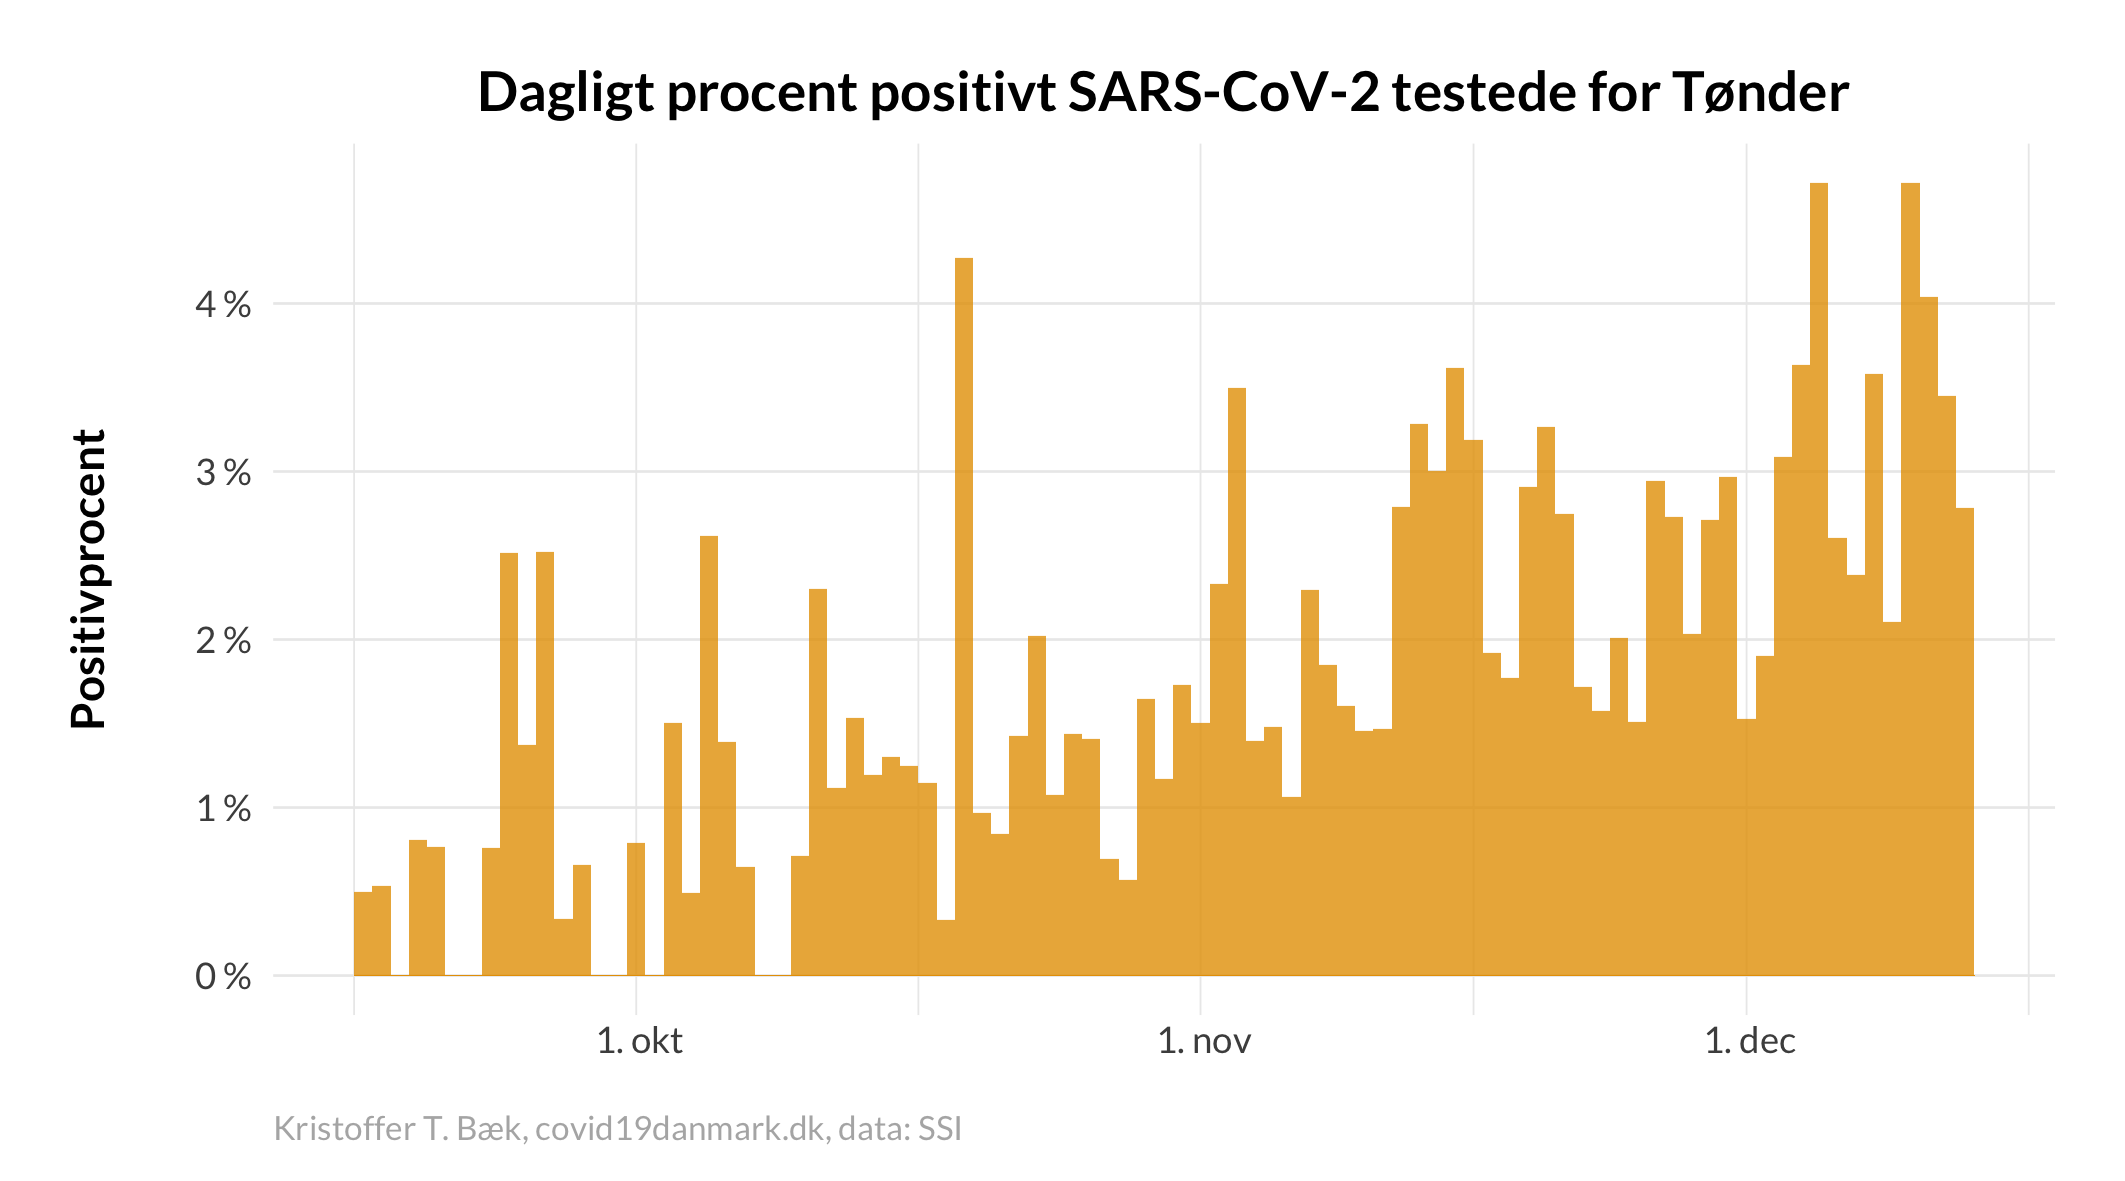 Dagligt procent positivt SARS-CoV-2 testede for Tønder
Positivprocent
4 %
3 %
2 %
1 %
0 %
1. okt
1. nov
1. dec
Kristoffer T. Bæk, covid19danmark.dk, data: SSI